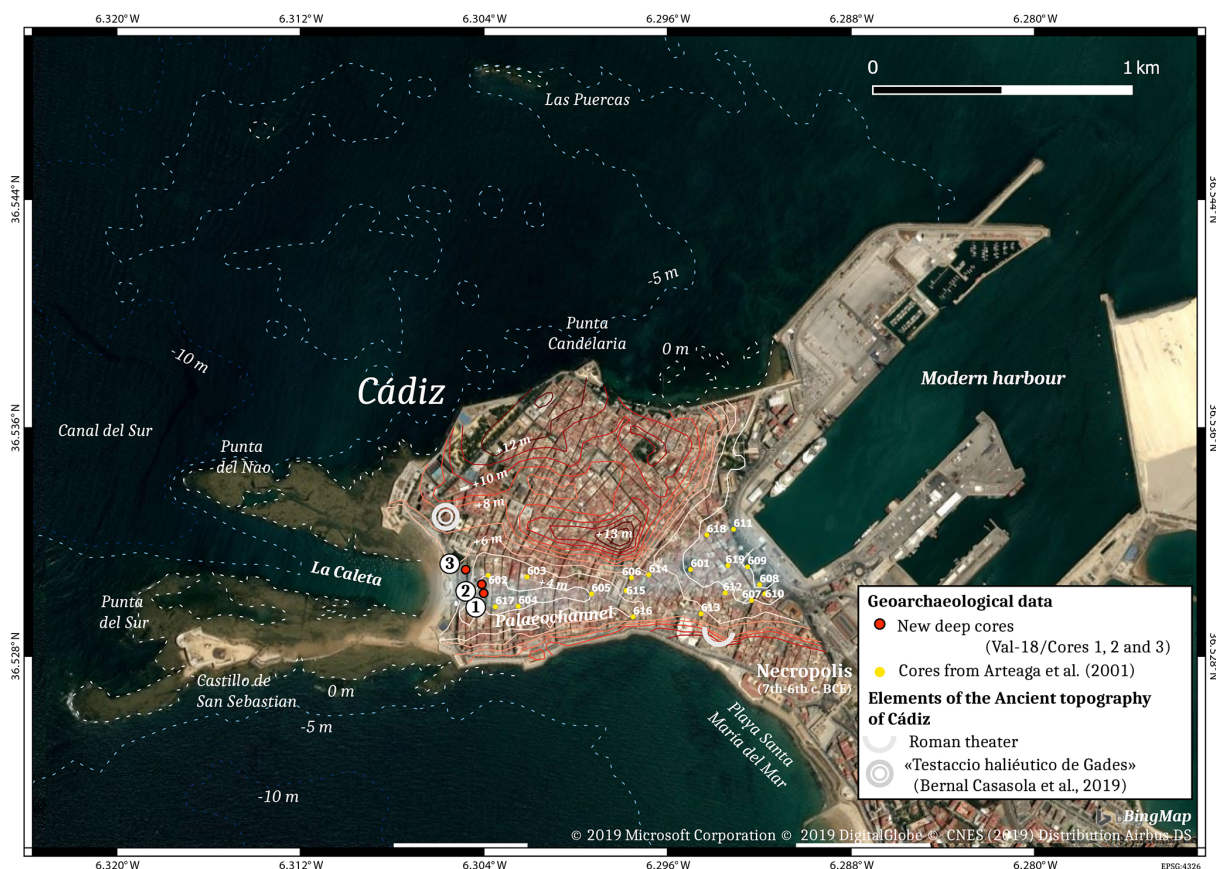 6.320° W
6.312° W
6.304° W
6.296° W
6.288° W
6.280° W
36.544° N
36.544° N
0
1 km
Las Puercas
-5 m
Punta
Candélaria
0 m
-10 m
Cádiz
Modern harbour
Canal del Sur
36.536° N
36.536° N
Punta
del Nao
+12 m
+10 m
+8 m
+6 m
+13 m
611
618
3
La Caleta
602
603
+4 m
606
614
601
619
609
608
2
1
605
615
612
607
610
617
604
Palaeochannel
616
613
Punta
del Sur
36.528° N
36.528° N
Castillo de
San Sebastian
0 m
-5 m
-10 m
Necropolis
(7th-6th c. BCE)
Playa Santa
María del Mar
Geoarchaeological data
New deep cores
(Val-18/Cores 1, 2 and 3)
Cores from Arteaga et al. (2001)
Elements of the Ancient topography
of Cádiz
Roman theater
«Testaccio haliéutico de Gades»
(Bernal Casasola et al., 2019)
BingMap
© 2019 Microsoft Corporation © 2019 DigitalGlobe © CNES (2019) Distribution Airbus DS
6.320° W
6.312° W
6.304° W
6.296° W
6.288° W
6.280° W
EPSG:4326